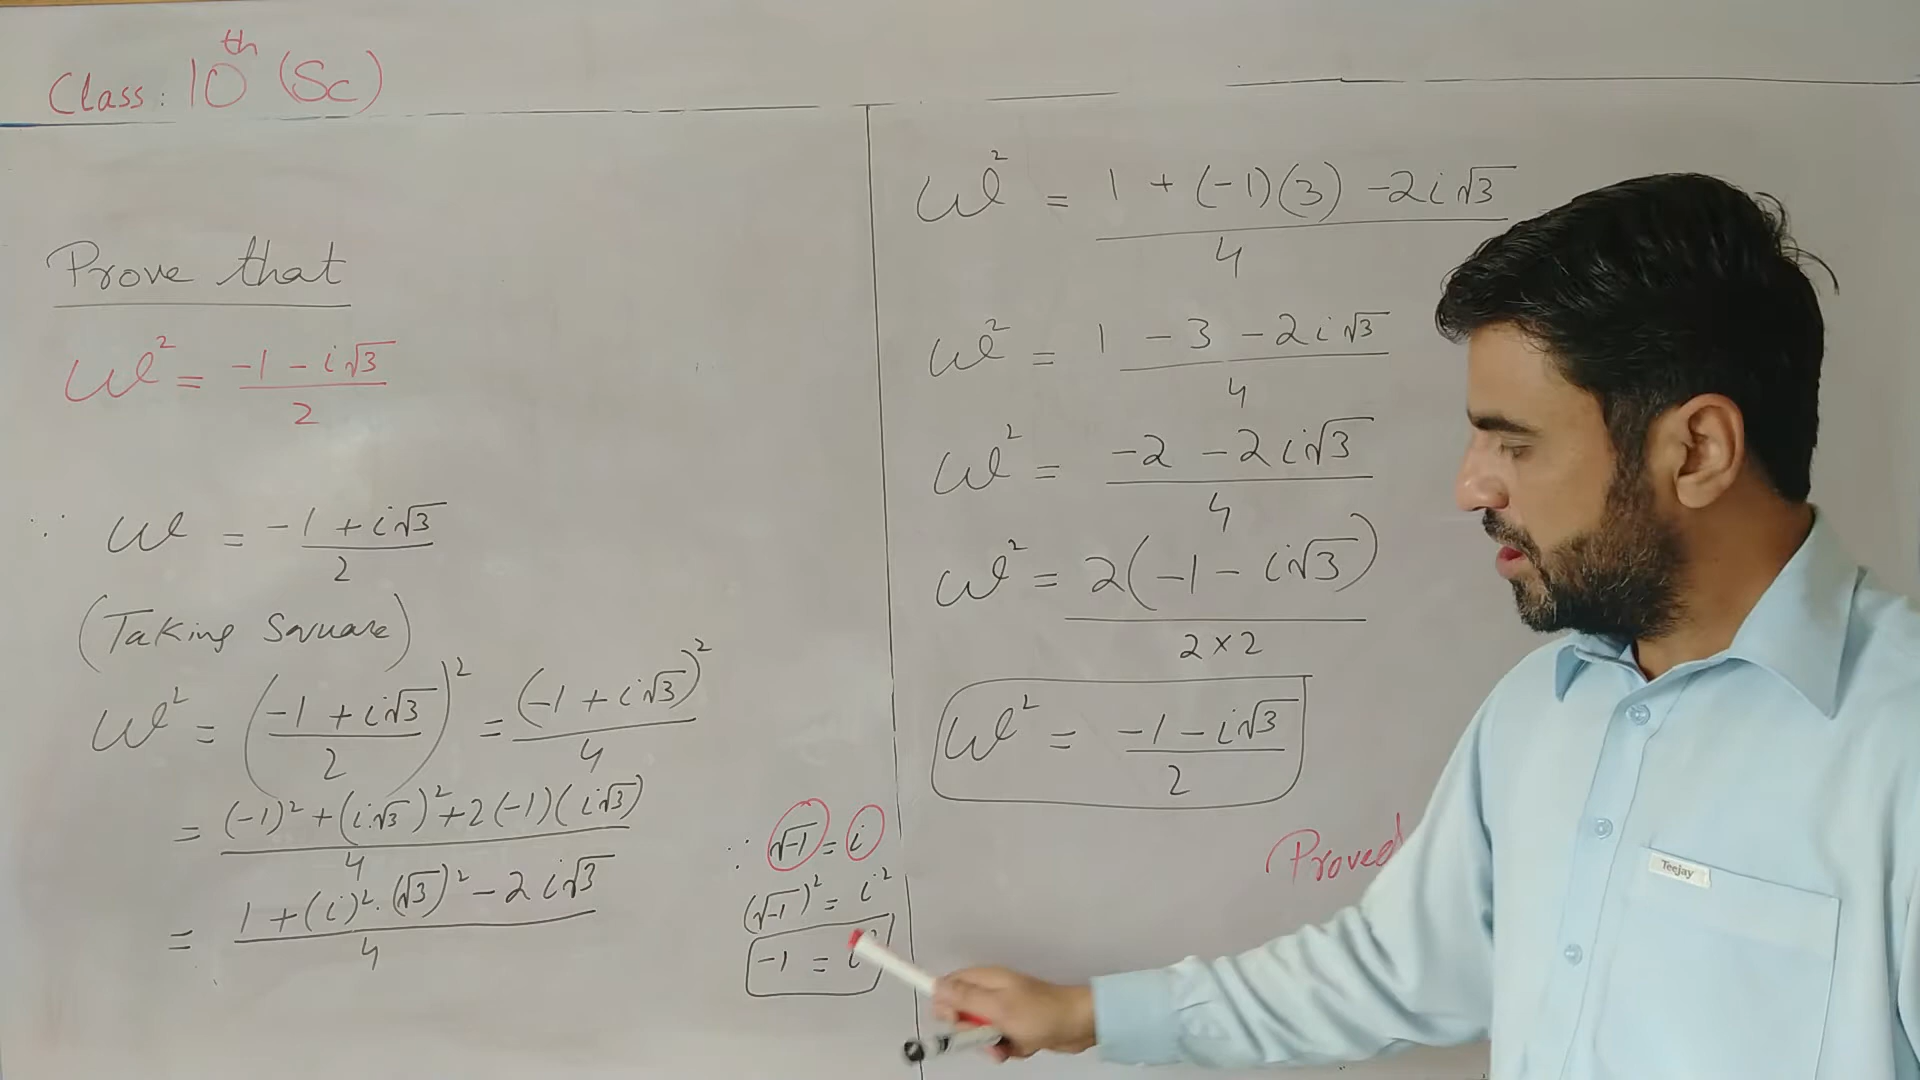 Class: 10th (Sc)
Prove that
ω² = (-1 - i√3)/2
∵ ω = (-1 + i√3)/2
(Taking Square)
ω² = ((-1 + i√3)/2)² = (-1 + i√3)²/4
= ((-1)² + (i.√3)² + 2(-1)(i√3))/4
= (1 + (i)².(√3)² - 2i√3)/4
∵ √-1 = i
(√-1)² = i²
-1 = i²
ω² = (1 + (-1)(3) - 2i√3)/4
ω² = (1 - 3 - 2i√3)/4
ω² = (-2 - 2i√3)/4
ω² = 2(-1 - i√3)/(2×2)
ω² = (-1 - i√3)/2
Proved
Teejay